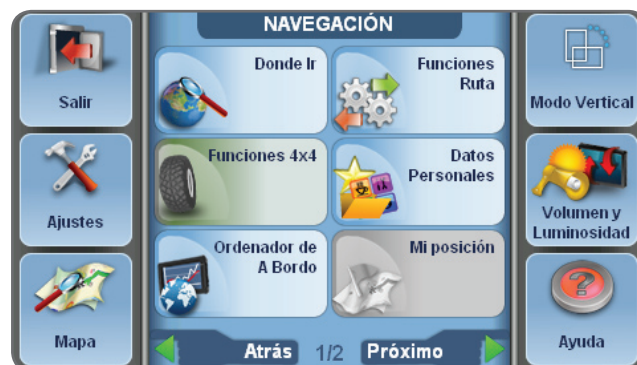 NAVEGACIÓN
Salir
Ajustes
Mapa
Donde Ir
Funciones
Ruta
Funciones 4x4
Datos
Personales
Ordenador de
A Bordo
Mi posición
Atrás 1/2 Próximo
Modo Vertical
Volumen y
Luminosidad
Ayuda